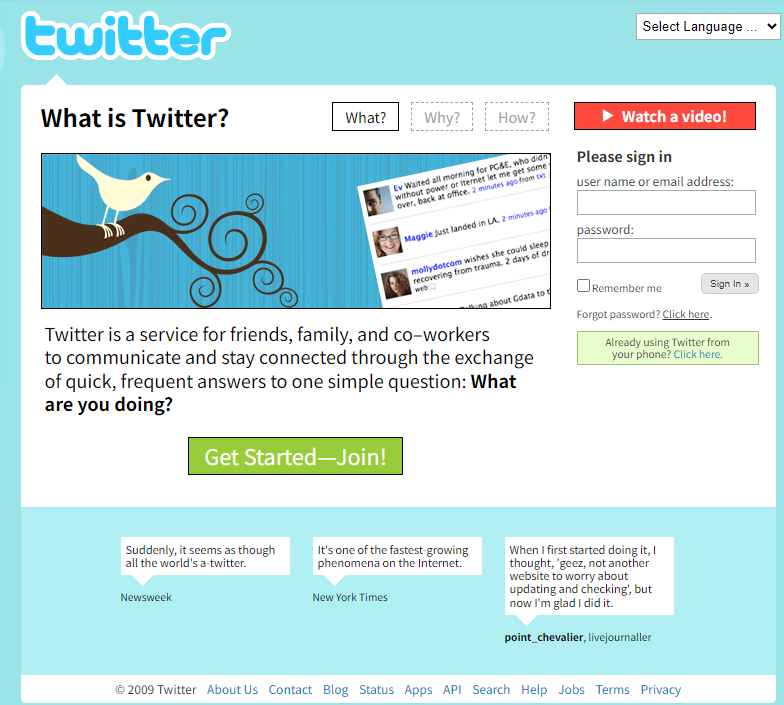 twitter
Select Language ...
What is Twitter?
What?
Why?
How?
Watch a video!
Ev Waited all morning for PG&E, who didn
without power or iternet let me get some
over, back at office. 2 minutes ago from txt
Maggie Just landed in LA. 2 minutes ago
mollydotcom wishes she could sleep
recovering from trauma. 2 days of dr
web
lking about Gdata to t
Please sign in
user name or email address:
password:
Remember me
Sign In »
Forgot password? Click here.
Already using Twitter from
your phone? Click here.
Twitter is a service for friends, family, and co–workers
to communicate and stay connected through the exchange
of quick, frequent answers to one simple question: What
are you doing?
Get Started—Join!
Suddenly, it seems as though
all the world's a-twitter.
Newsweek
It's one of the fastest-growing
phenomena on the Internet.
New York Times
When I first started doing it, I
thought, 'geez, not another
website to worry about
updating and checking', but
now I'm glad I did it.
point_chevalier, livejournaller
© 2009 Twitter About Us Contact Blog Status Apps API Search Help Jobs Terms Privacy